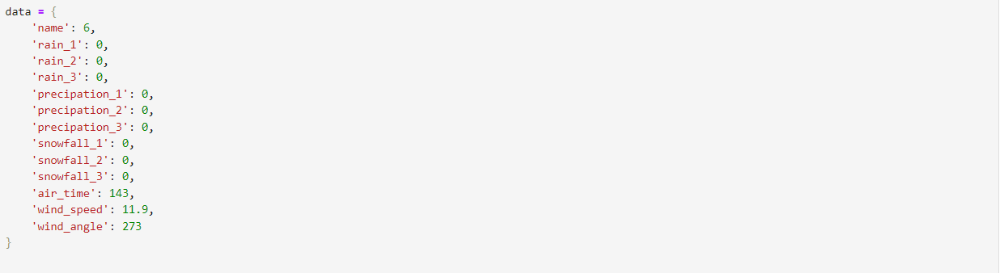 data = {
    'name': 6,
    'rain_1': 0,
    'rain_2': 0,
    'rain_3': 0,
    'precipation_1': 0,
    'precipation_2': 0,
    'precipation_3': 0,
    'snowfall_1': 0,
    'snowfall_2': 0,
    'snowfall_3': 0,
    'air_time': 143,
    'wind_speed': 11.9,
    'wind_angle': 273
}